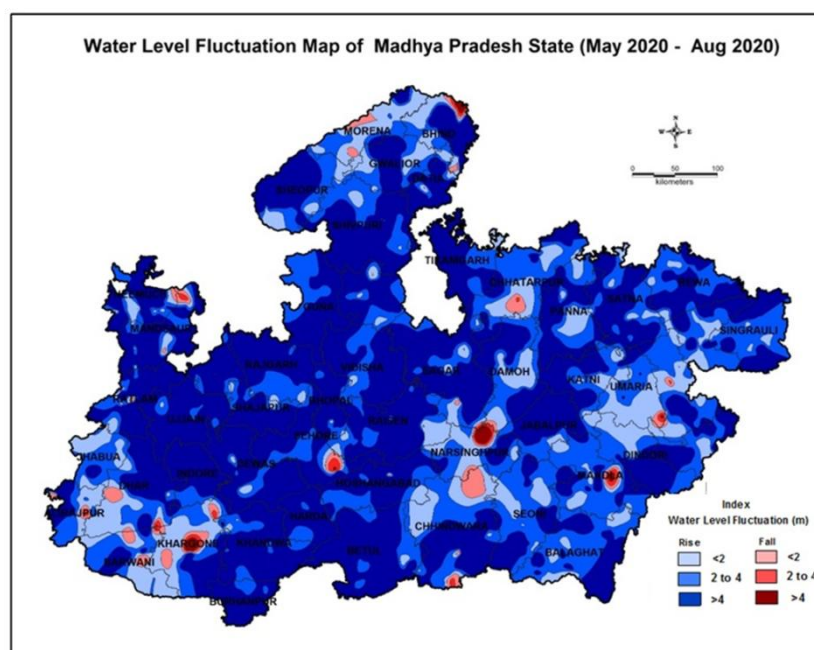 Water Level Fluctuation Map of Madhya Pradesh State (May 2020 - Aug 2020)
N
W E
S
0 50 100
kilometers
MORENA
BHIND
GWALIOR
SHEOPUR
SHIVPURI
TIKAMGARH
CHHATARPUR
REWA
SATNA
PANNA
SINGRAULI
MANDSAUR
GUNA
RAJGARH
VIDISHA
SAGAR
DAMOH
KATNI
UMARIA
RATLAM
UJJAIN
SHAJAPUR
BHOPAL
RAISEN
JABALPUR
SEHORE
NARSINGHPUR
DINDORI
JHABUA
INDORE
DEWAS
DHAR
HOSHANGABAD
MANDLA
ALIRAJPUR
HARDA
CHHINDWARA
SEONI
KHARGONE
KHANDWA
BETUL
BALAGHAT
BARWANI
BURHANPUR
Index
Water Level Fluctuation (m)
Rise Fall
<2 <2
2 to 4 2 to 4
>4 >4